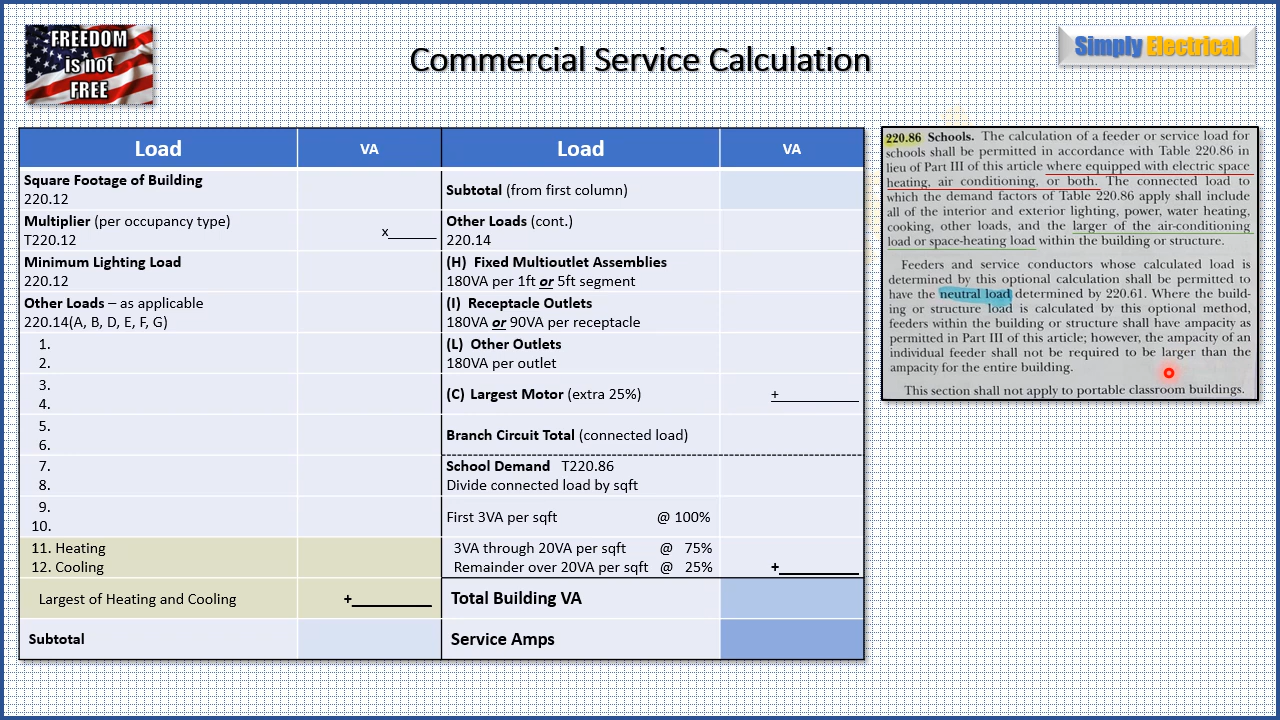 FREEDOM
is not
FREE
Commercial Service Calculation
Simply Electrical
Load
VA
Load
VA
Square Footage of Building
220.12
Multiplier (per occupancy type)
T220.12
x______
Minimum Lighting Load
220.12
Other Loads – as applicable
220.14(A, B, D, E, F, G)
1.
2.
3.
4.
5.
6.
7.
8.
9.
10.
11. Heating
12. Cooling
Largest of Heating and Cooling
+__________
Subtotal
Subtotal (from first column)
Other Loads (cont.)
220.14
(H) Fixed Multioutlet Assemblies
180VA per 1ft or 5ft segment
(I) Receptacle Outlets
180VA or 90VA per receptacle
(L) Other Outlets
180VA per outlet
(C) Largest Motor (extra 25%)
+___________
Branch Circuit Total (connected load)
School Demand T220.86
Divide connected load by sqft
First 3VA per sqft @ 100%
3VA through 20VA per sqft @ 75%
Remainder over 20VA per sqft @ 25%
+__________
Total Building VA
Service Amps
220.86 Schools. The calculation of a feeder or service load for
schools shall be permitted in accordance with Table 220.86 in
lieu of Part III of this article where equipped with electric space
heating, air conditioning, or both. The connected load to
which the demand factors of Table 220.86 apply shall include
all of the interior and exterior lighting, power, water heating,
cooking, other loads, and the larger of the air-conditioning
load or space-heating load within the building or structure.
Feeders and service conductors whose calculated load is
determined by this optional calculation shall be permitted to
have the neutral load determined by 220.61. Where the build-
ing or structure load is calculated by this optional method,
feeders within the building or structure shall have ampacity as
permitted in Part III of this article; however, the ampacity of an
individual feeder shall not be required to be larger than the
ampacity for the entire building.
This section shall not apply to portable classroom buildings.